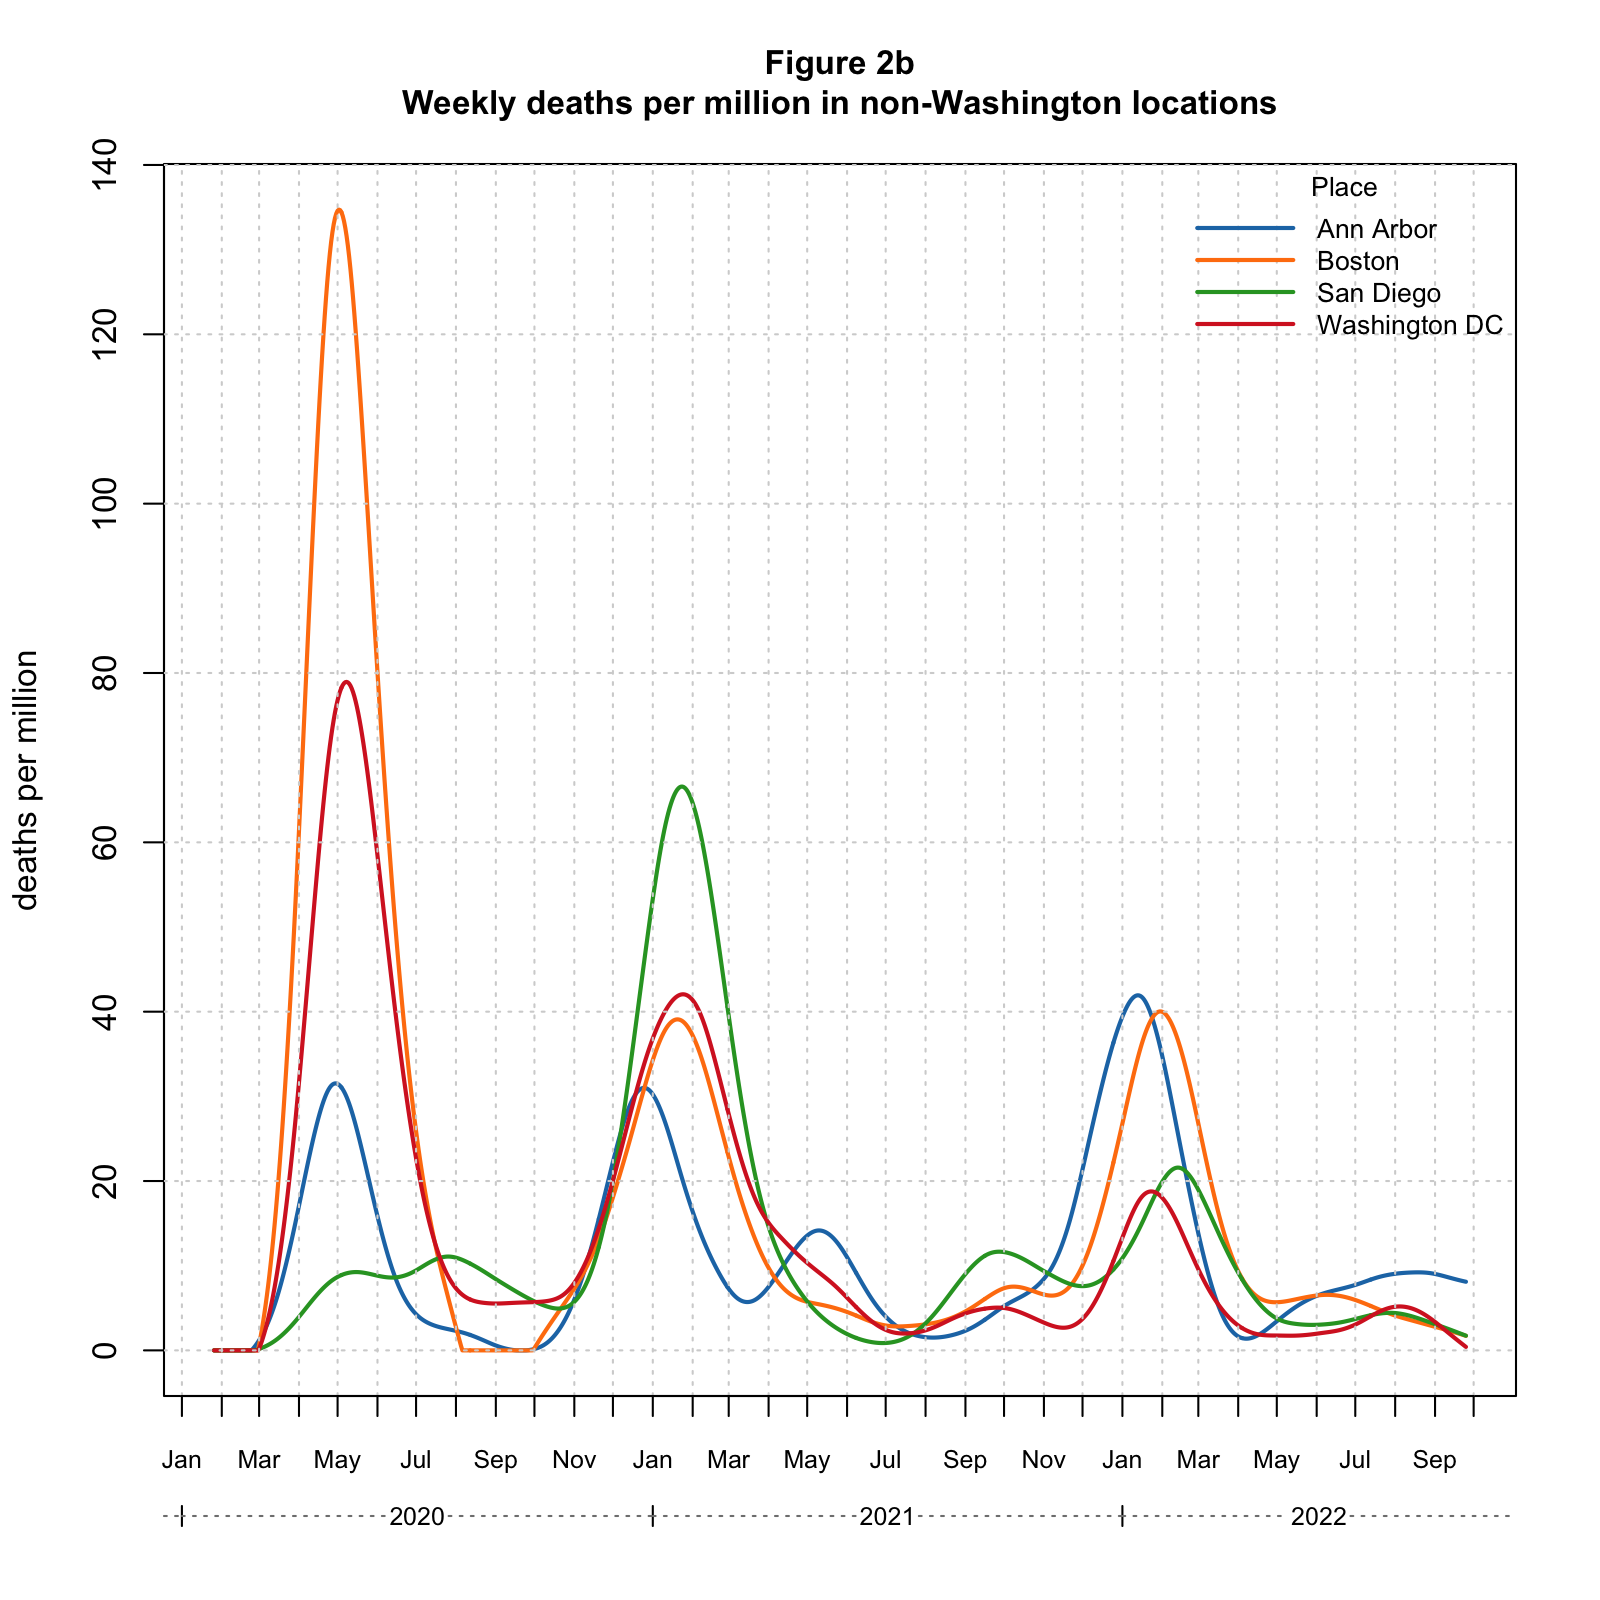 Figure 2b
Weekly deaths per million in non-Washington locations
Place
Ann Arbor
Boston
San Diego
Washington DC
deaths per million
140
120
100
80
60
40
20
0
Jan Mar May Jul Sep Nov Jan Mar May Jul Sep Nov Jan Mar May Jul Sep
2020 2021 2022